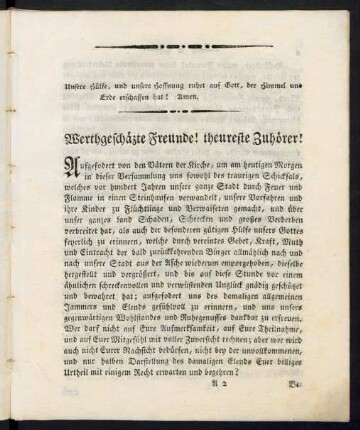 Unsere Hülfe, und unsere Hoffnung ruhet auf Gott, der Himmel und
Erde erschaffen hat! Amen.
Werthgeschäzte Freunde! theureste Zuhörer!
Aufgefodert von den Vätern der Kirche, um am heutigen Morgen
in dieser Versammlung uns sowohl des traurigen Schicksals,
welches vor hundert Jahren unsere ganze Stadt durch Feuer und
Flamme in einen Steinhaufen verwandelt, unsere Vorfahren und
ihre Kinder zu Flüchtlinge und Verwaißten gemacht, und über
unser ganzes Land Schaden, Schrecken und großes Verderben
verbreitet hat, als auch der besonderen gütigen Hülfe unsers Gottes
feyerlich zu erinnern, welche durch vereintes Gebet, Kraft, Muth
und Eintracht der bald zurückkehrenden Bürger allmählich nach und
nach unsere Stadt aus der Asche wiederum emporgehoben, dieselbe
hergestellt und vergrößert, und bis auf diese Stunde vor einem
ähnlichen schreckenvollen und verwüstenden Unglück gnädig geschüzet
und bewahret hat; aufgefodert uns des damaligen allgemeinen
Jammers und Elends gefühlvoll zu erinnern, und uns unsers
gegenwärtigen Wohlstandes und Ruhegenusses dankbar zu erfreuen.
Wer darf nicht auf Eure Aufmerksamkeit, auf Eure Theilnahme,
und auf Euer Mitgefühl mit voller Zuversicht rechnen; aber wer wird
auch nicht Eurer Nachsicht bedürfen, nicht bey der unvollkommenen,
und nur halben Darstellung des damaligen Elends Euer billiges
Urtheil mit einigem Recht erwarten und begehren?
A 2 Be-